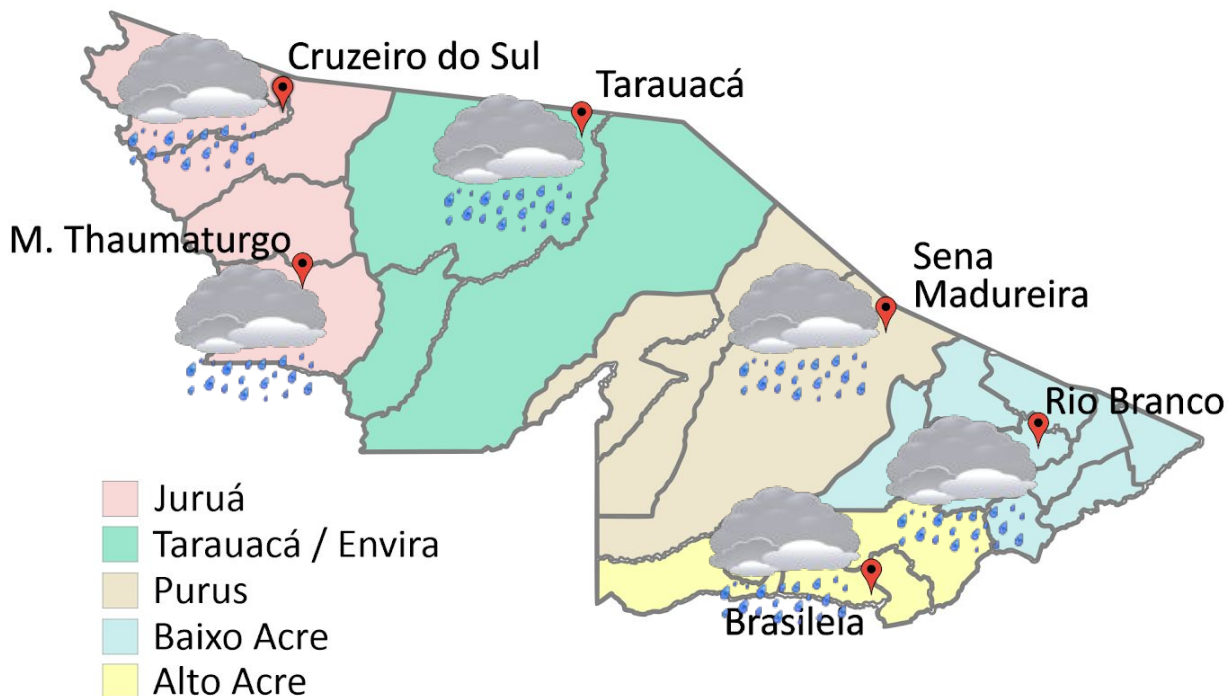 Cruzeiro do Sul
Tarauacá
M. Thaumaturgo
Sena
Madureira
Rio Branco
Brasileia
Juruá
Tarauacá / Envira
Purus
Baixo Acre
Alto Acre